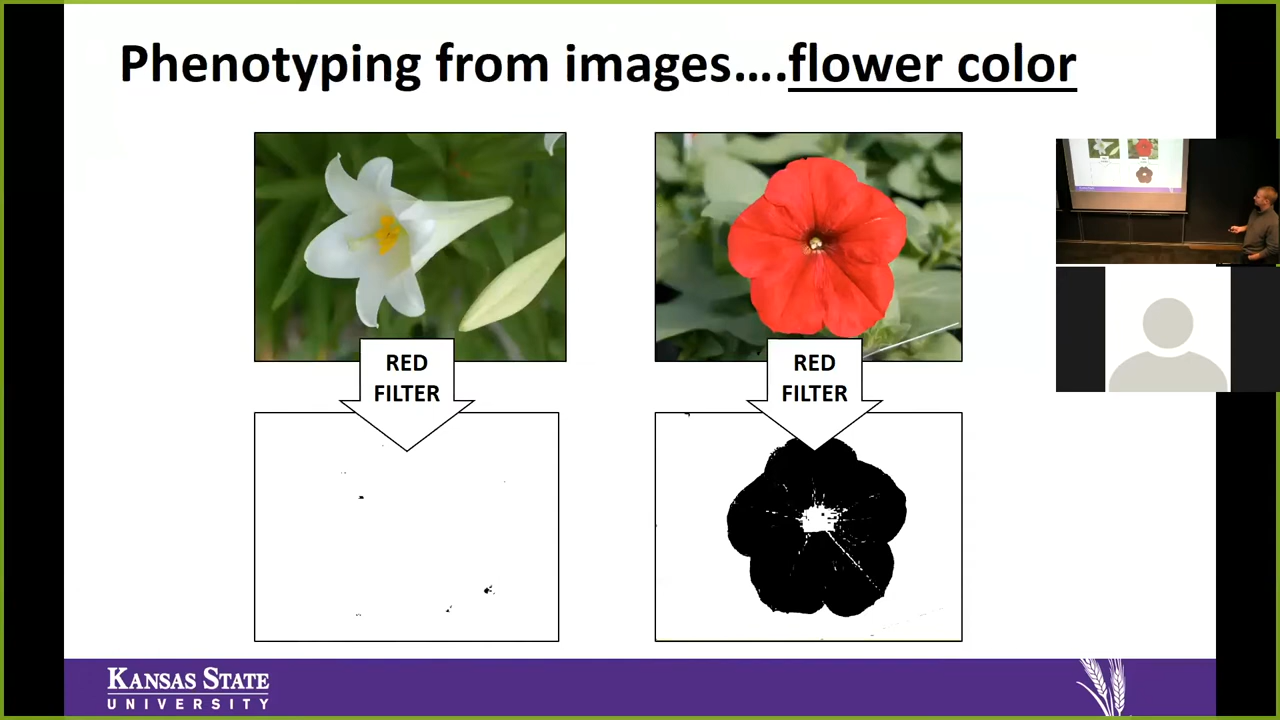 Phenotyping from images….flower color
RED
FILTER
RED
FILTER
KANSAS STATE
UNIVERSITY